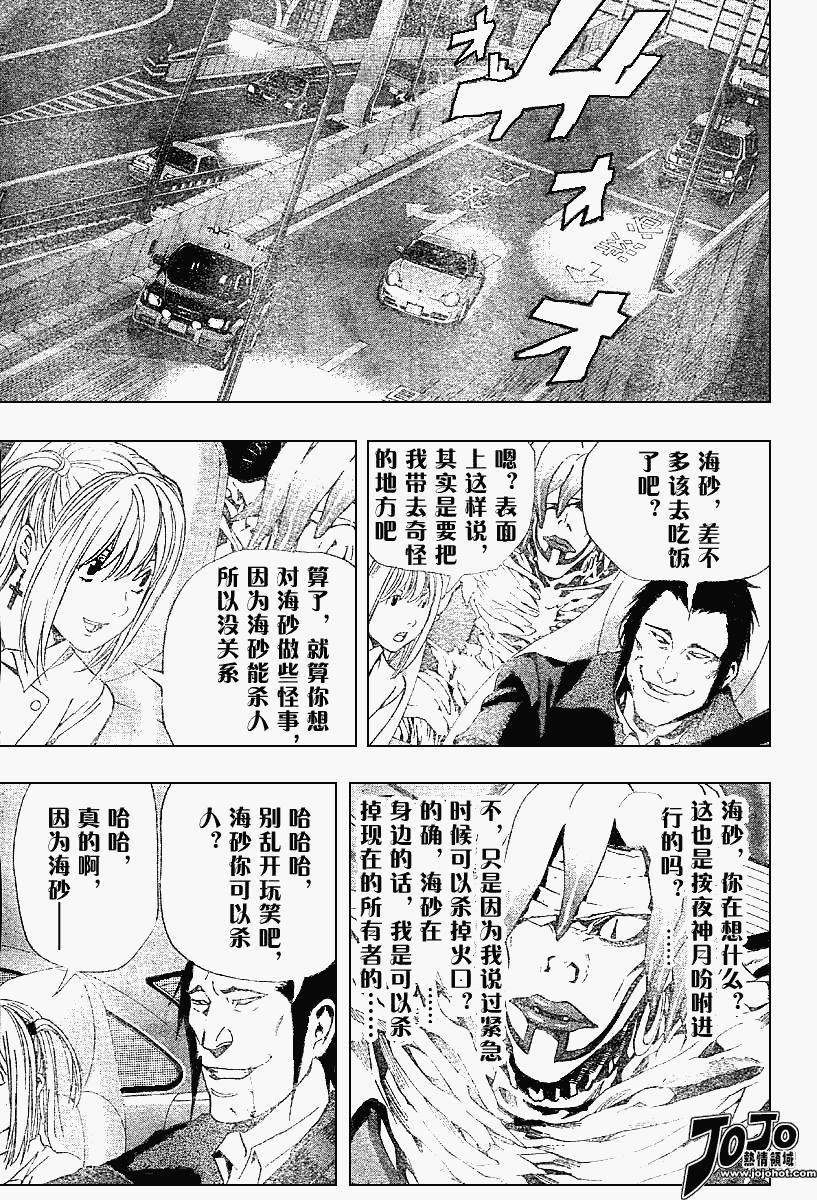 海砂，差不
多该去吃饭
了吧？
嗯？表面
上这样说，
其实是要把
我带去奇怪
的地方吧
算了，就算你想
对海砂做些怪事，
因为海砂能杀人
所以没关系
海砂，你在想什么？
这也是按夜神月吩咐进
行的吗？……
不，只是因为我说过紧急
时候可以杀掉火口？
的确，海砂在……
身边的话，我是可以杀
掉现在的所有者的……
哈哈哈，
别乱开玩笑吧，
海砂你可以杀
人？
哈哈，
真的啊，
因为海砂——
JOJO
熱情領域
www.jojohot.com